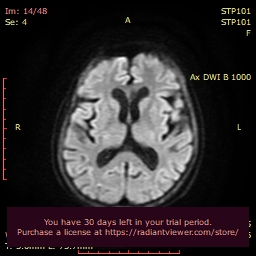 Im: 14/48
Se: 4
A
STP101
STP101
F
Ax DWI B 1000
R
L
You have 30 days left in your trial period.
Purchase a license at https://radiantviewer.com/store/